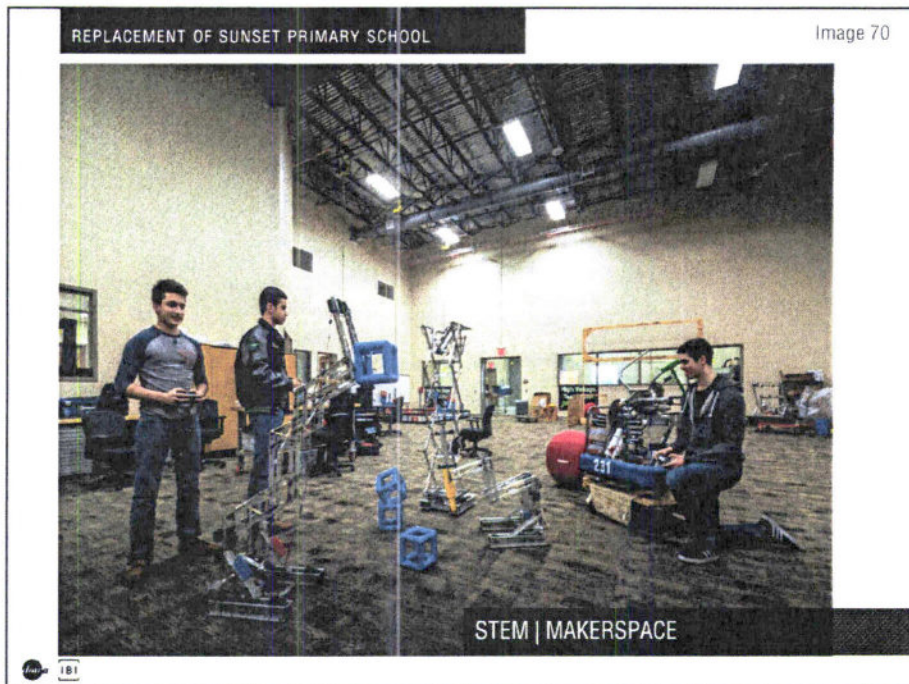 REPLACEMENT OF SUNSET PRIMARY SCHOOL
Image 70
231
STEM | MAKERSPACE
IBI